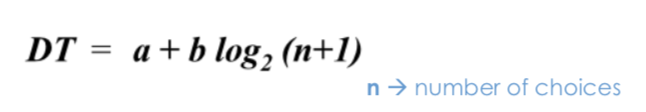 DT = a + b log₂ (n+1)
n → number of choices